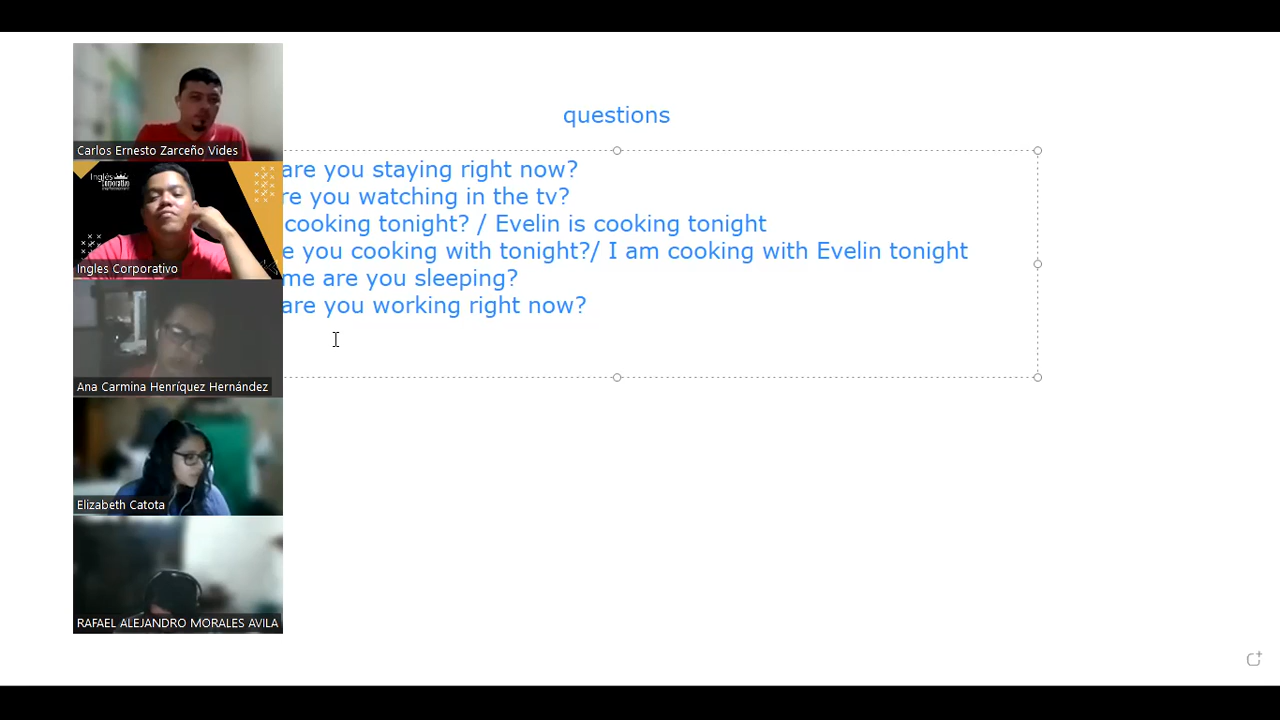 questions
are you staying right now?
re you watching in the tv?
cooking tonight? / Evelin is cooking tonight
e you cooking with tonight?/ I am cooking with Evelin tonight
me are you sleeping?
are you working right now?
Carlos Ernesto Zarceño Vides
Inglés
Corporativo
Ingles Corporativo
Ana Carmina Henríquez Hernández
Elizabeth Catota
RAFAEL ALEJANDRO MORALES AVILA